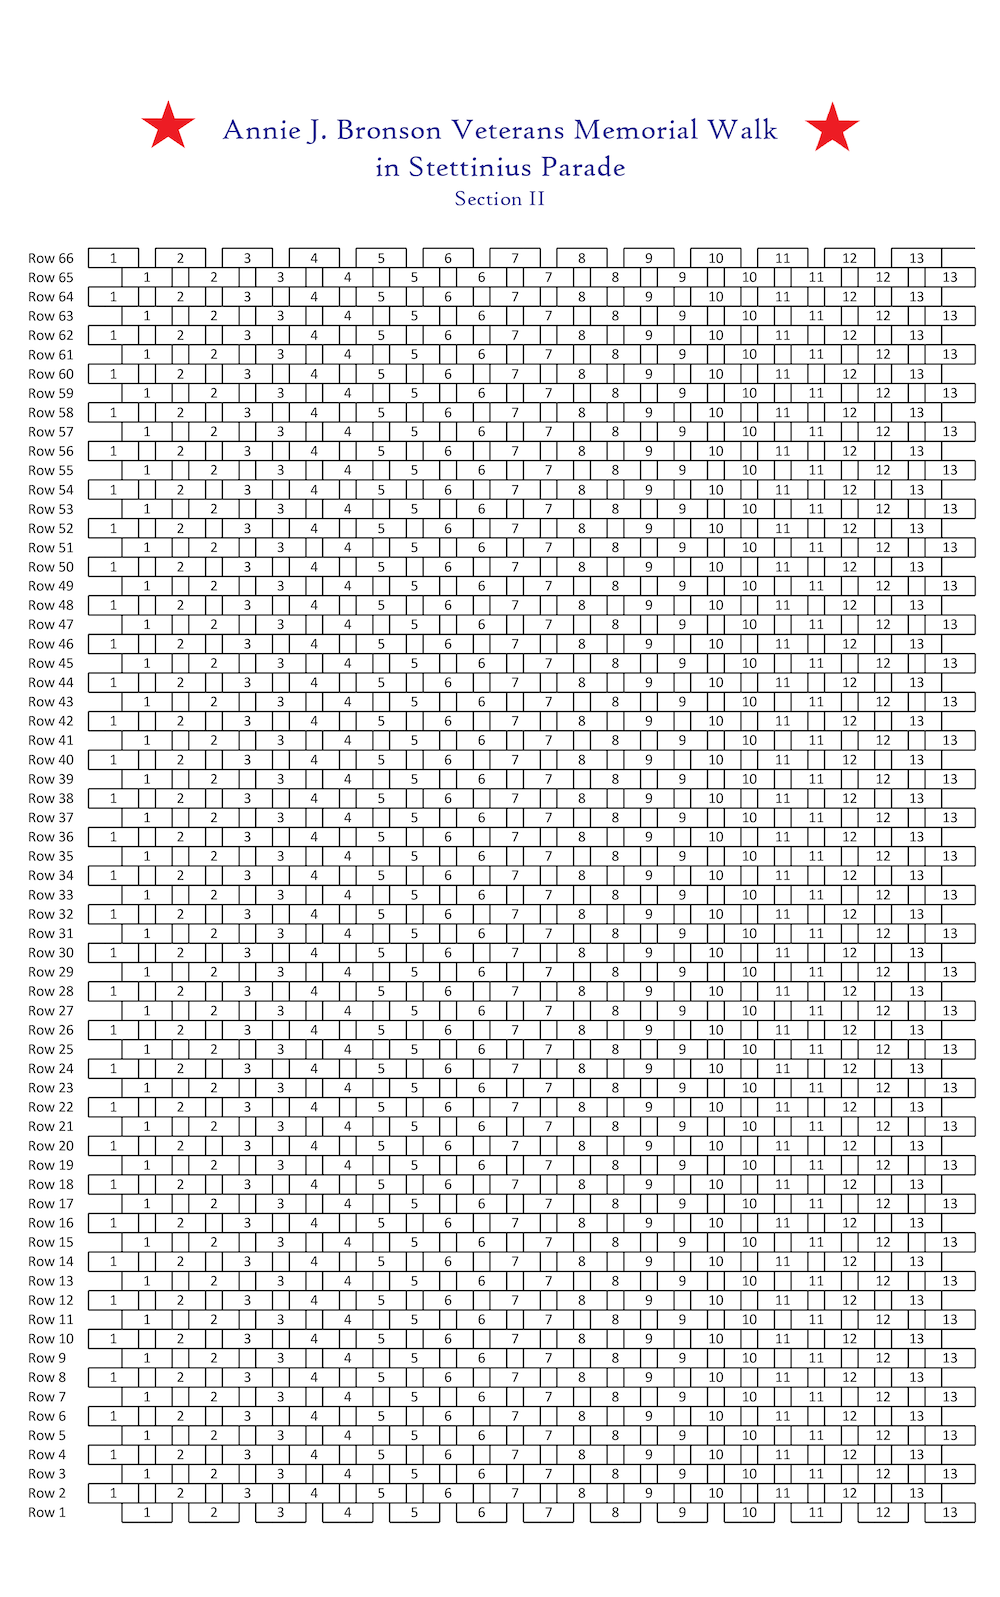 Annie J. Bronson Veterans Memorial Walk
in Stettinius Parade
Section II
Row 66 1 2 3 4 5 6 7 8 9 10 11 12 13
Row 65 1 2 3 4 5 6 7 8 9 10 11 12 13
Row 64 1 2 3 4 5 6 7 8 9 10 11 12 13
Row 63 1 2 3 4 5 6 7 8 9 10 11 12 13
Row 62 1 2 3 4 5 6 7 8 9 10 11 12 13
Row 61 1 2 3 4 5 6 7 8 9 10 11 12 13
Row 60 1 2 3 4 5 6 7 8 9 10 11 12 13
Row 59 1 2 3 4 5 6 7 8 9 10 11 12 13
Row 58 1 2 3 4 5 6 7 8 9 10 11 12 13
Row 57 1 2 3 4 5 6 7 8 9 10 11 12 13
Row 56 1 2 3 4 5 6 7 8 9 10 11 12 13
Row 55 1 2 3 4 5 6 7 8 9 10 11 12 13
Row 54 1 2 3 4 5 6 7 8 9 10 11 12 13
Row 53 1 2 3 4 5 6 7 8 9 10 11 12 13
Row 52 1 2 3 4 5 6 7 8 9 10 11 12 13
Row 51 1 2 3 4 5 6 7 8 9 10 11 12 13
Row 50 1 2 3 4 5 6 7 8 9 10 11 12 13
Row 49 1 2 3 4 5 6 7 8 9 10 11 12 13
Row 48 1 2 3 4 5 6 7 8 9 10 11 12 13
Row 47 1 2 3 4 5 6 7 8 9 10 11 12 13
Row 46 1 2 3 4 5 6 7 8 9 10 11 12 13
Row 45 1 2 3 4 5 6 7 8 9 10 11 12 13
Row 44 1 2 3 4 5 6 7 8 9 10 11 12 13
Row 43 1 2 3 4 5 6 7 8 9 10 11 12 13
Row 42 1 2 3 4 5 6 7 8 9 10 11 12 13
Row 41 1 2 3 4 5 6 7 8 9 10 11 12 13
Row 40 1 2 3 4 5 6 7 8 9 10 11 12 13
Row 39 1 2 3 4 5 6 7 8 9 10 11 12 13
Row 38 1 2 3 4 5 6 7 8 9 10 11 12 13
Row 37 1 2 3 4 5 6 7 8 9 10 11 12 13
Row 36 1 2 3 4 5 6 7 8 9 10 11 12 13
Row 35 1 2 3 4 5 6 7 8 9 10 11 12 13
Row 34 1 2 3 4 5 6 7 8 9 10 11 12 13
Row 33 1 2 3 4 5 6 7 8 9 10 11 12 13
Row 32 1 2 3 4 5 6 7 8 9 10 11 12 13
Row 31 1 2 3 4 5 6 7 8 9 10 11 12 13
Row 30 1 2 3 4 5 6 7 8 9 10 11 12 13
Row 29 1 2 3 4 5 6 7 8 9 10 11 12 13
Row 28 1 2 3 4 5 6 7 8 9 10 11 12 13
Row 27 1 2 3 4 5 6 7 8 9 10 11 12 13
Row 26 1 2 3 4 5 6 7 8 9 10 11 12 13
Row 25 1 2 3 4 5 6 7 8 9 10 11 12 13
Row 24 1 2 3 4 5 6 7 8 9 10 11 12 13
Row 23 1 2 3 4 5 6 7 8 9 10 11 12 13
Row 22 1 2 3 4 5 6 7 8 9 10 11 12 13
Row 21 1 2 3 4 5 6 7 8 9 10 11 12 13
Row 20 1 2 3 4 5 6 7 8 9 10 11 12 13
Row 19 1 2 3 4 5 6 7 8 9 10 11 12 13
Row 18 1 2 3 4 5 6 7 8 9 10 11 12 13
Row 17 1 2 3 4 5 6 7 8 9 10 11 12 13
Row 16 1 2 3 4 5 6 7 8 9 10 11 12 13
Row 15 1 2 3 4 5 6 7 8 9 10 11 12 13
Row 14 1 2 3 4 5 6 7 8 9 10 11 12 13
Row 13 1 2 3 4 5 6 7 8 9 10 11 12 13
Row 12 1 2 3 4 5 6 7 8 9 10 11 12 13
Row 11 1 2 3 4 5 6 7 8 9 10 11 12 13
Row 10 1 2 3 4 5 6 7 8 9 10 11 12 13
Row 9 1 2 3 4 5 6 7 8 9 10 11 12 13
Row 8 1 2 3 4 5 6 7 8 9 10 11 12 13
Row 7 1 2 3 4 5 6 7 8 9 10 11 12 13
Row 6 1 2 3 4 5 6 7 8 9 10 11 12 13
Row 5 1 2 3 4 5 6 7 8 9 10 11 12 13
Row 4 1 2 3 4 5 6 7 8 9 10 11 12 13
Row 3 1 2 3 4 5 6 7 8 9 10 11 12 13
Row 2 1 2 3 4 5 6 7 8 9 10 11 12 13
Row 1 1 2 3 4 5 6 7 8 9 10 11 12 13